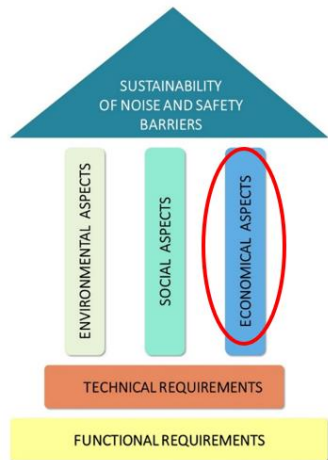 SUSTAINABILITY
OF NOISE AND SAFETY
BARRIERS
ENVIRONMENTAL ASPECTS
SOCIAL ASPECTS
ECONOMICAL ASPECTS
TECHNICAL REQUIREMENTS
FUNCTIONAL REQUIREMENTS